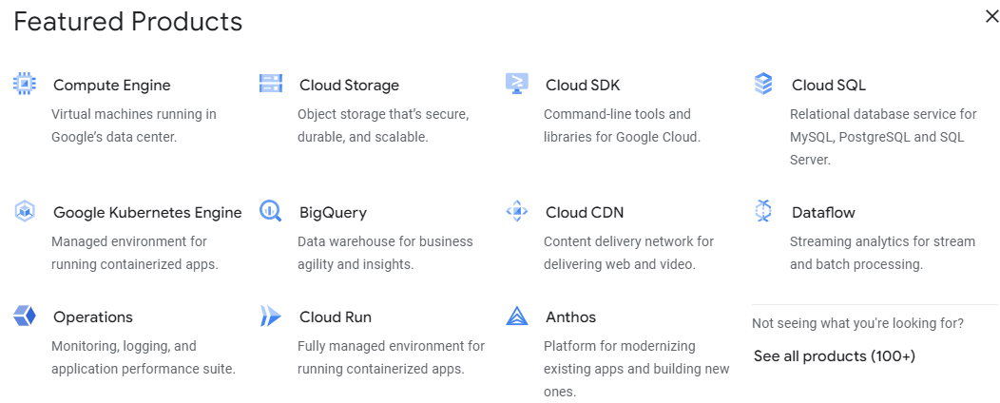 Featured Products
Compute Engine
Virtual machines running in
Google’s data center.
Cloud Storage
Object storage that’s secure,
durable, and scalable.
Cloud SDK
Command-line tools and
libraries for Google Cloud.
Cloud SQL
Relational database service for
MySQL, PostgreSQL and SQL
Server.
Google Kubernetes Engine
Managed environment for
running containerized apps.
BigQuery
Data warehouse for business
agility and insights.
Cloud CDN
Content delivery network for
delivering web and video.
Dataflow
Streaming analytics for stream
and batch processing.
Operations
Monitoring, logging, and
application performance suite.
Cloud Run
Fully managed environment for
running containerized apps.
Anthos
Platform for modernizing
existing apps and building new
ones.
Not seeing what you're looking for?
See all products (100+)